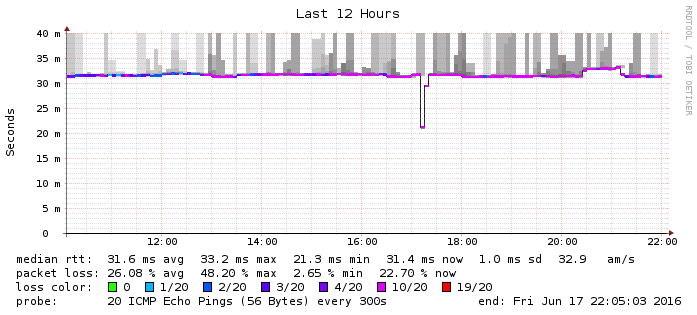 Last 12 Hours
RRDTOOL / TOBI OETIKER
Seconds
40 m
35 m
30 m
25 m
20 m
15 m
10 m
5 m
0
12:00 14:00 16:00 18:00 20:00 22:00
median rtt: 31.6 ms avg 33.2 ms max 21.3 ms min 31.4 ms now 1.0 ms sd 32.9 am/s
packet loss: 26.08 % avg 48.20 % max 2.65 % min 22.70 % now
loss color: 0 1/20 2/20 3/20 4/20 10/20 19/20
probe: 20 ICMP Echo Pings (56 Bytes) every 300s end: Fri Jun 17 22:05:03 2016